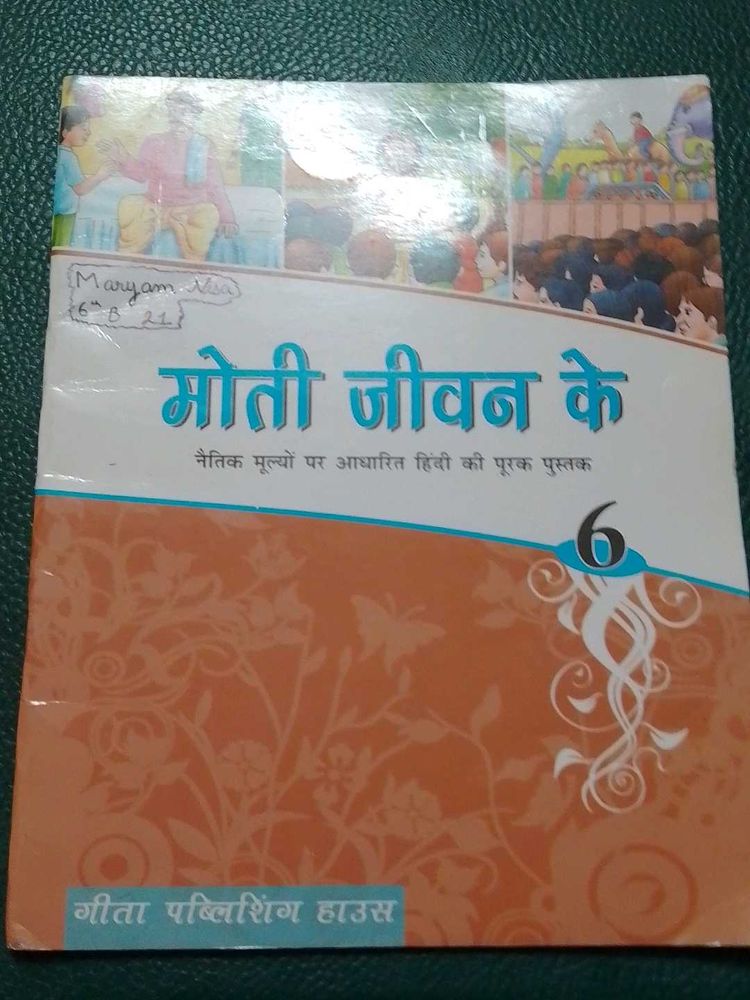 Maryam Nisa
6th B 21
मोती जीवन के
नैतिक मूल्यों पर आधारित हिंदी की पूरक पुस्तक
6
गीता पब्लिशिंग हाउस